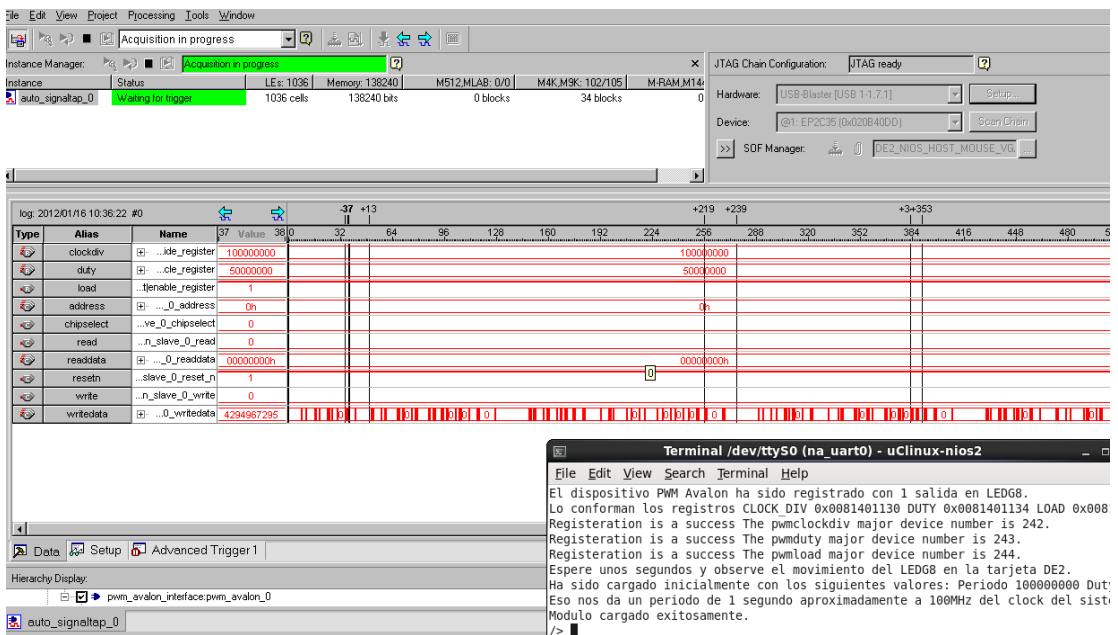 File Edit View Project Processing Tools Window
Acquisition in progress
Instance Manager: Acquisition in progress
Instance Status LEs: 1036 Memory: 138240 M512,MLAB: 0/0 M4K,M9K: 102/105 M-RAM,M14
auto_signaltap_0 Waiting for trigger 1036 cells 138240 bits 0 blocks 34 blocks 0
JTAG Chain Configuration: JTAG ready
Hardware: USB-Blaster [USB 1-1.7.1] Setup...
Device: @1: EP2C35 (0x020B40DD) Scan Chain
>> SOF Manager: DE2_NIOS_HOST_MOUSE_VG. ...
log: 2012/01/16 10:36:22 #0 -37 +13 +219 +239 +3+353
Type Alias Name 37 Value 38 0 32 64 96 128 160 192 224 256 288 320 352 384 416 448 480 5
clockdiv ...ide_register 100000000 100000000
duty ...cle_register 50000000 50000000
load ...t|enable_register 1
address ..._0_address 0h 0h
chipselect ...ve_0_chipselect 0
read ...n_slave_0_read 0
readdata ..._0_readdata 00000000h 00000000h
resetn ...slave_0_reset_n 1 0
write ...n_slave_0_write 0
writedata ...0_writedata 4294967295
Data Setup Advanced Trigger 1
Hierarchy Display:
pwm_avalon_interface:pwm_avalon_0
auto_signaltap_0
Terminal /dev/ttyS0 (na_uart0) - uClinux-nios2
File Edit View Search Terminal Help
El dispositivo PWM Avalon ha sido registrado con 1 salida en LEDG8.
Lo conforman los registros CLOCK_DIV 0x0081401130 DUTY 0x0081401134 LOAD 0x008
Registeration is a success The pwmclockdiv major device number is 242.
Registeration is a success The pwmduty major device number is 243.
Registeration is a success The pwmload major device number is 244.
Espere unos segundos y observe el movimiento del LEDG8 en la tarjeta DE2.
Ha sido cargado inicialmente con los siguientes valores: Periodo 100000000 Duty
Eso nos da un periodo de 1 segundo aproximadamente a 100MHz del clock del siste
Modulo cargado exitosamente.
/>